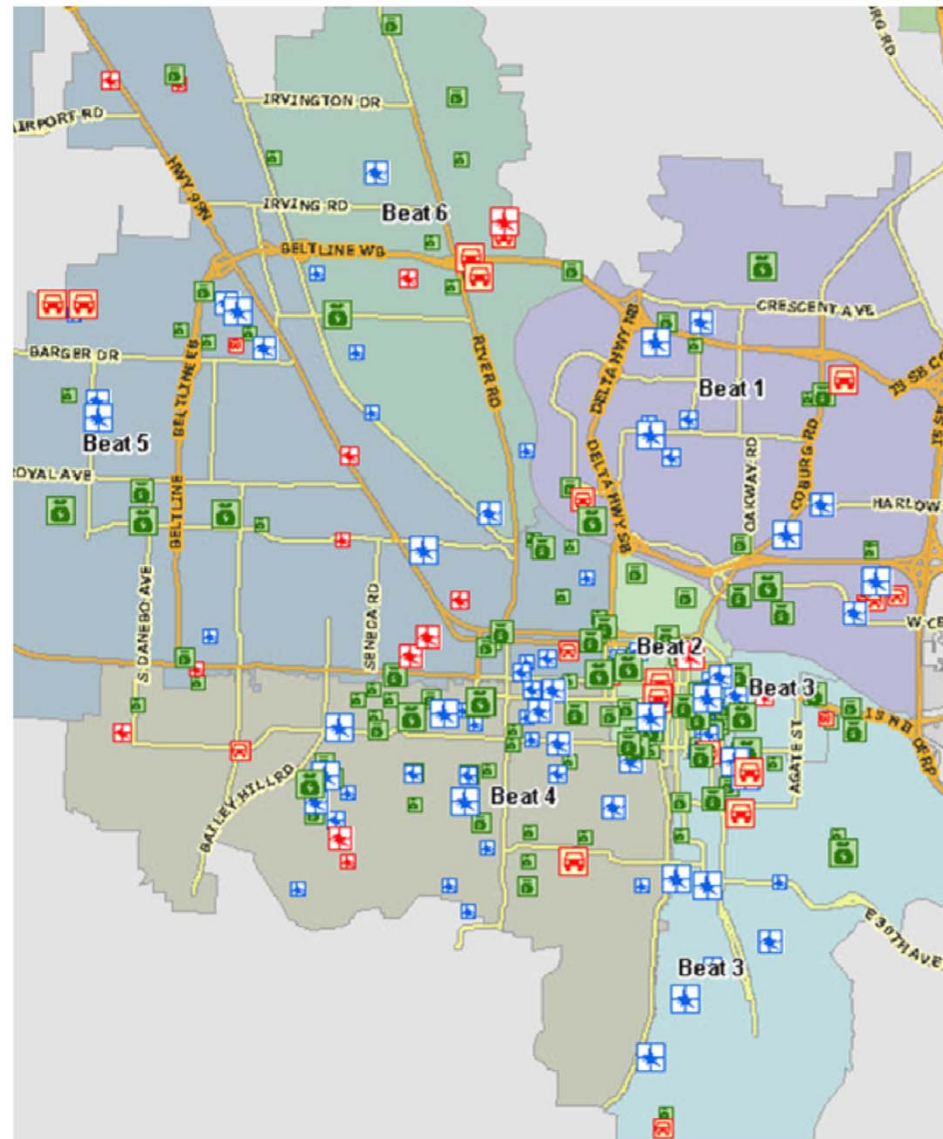 IRVINGTON DR
AIRPORT RD
HWY 99N
IRVING RD
Beat 6
BELTLINE WB
CRESCENT AVE
DELTA HWY NB
BARGER DR
BELTLINE EB
RIVER RD
Beat 1
Beat 5
BELTLINE
ROYAL AVE
DELTA HWY SB
OAKWAY RD
COBURG RD
HARLOW
S DANEBO AVE
SENECA RD
Beat 2
Beat 3
AGATE ST
BAILEY HILL RD
Beat 4
E 30TH AVE
Beat 3